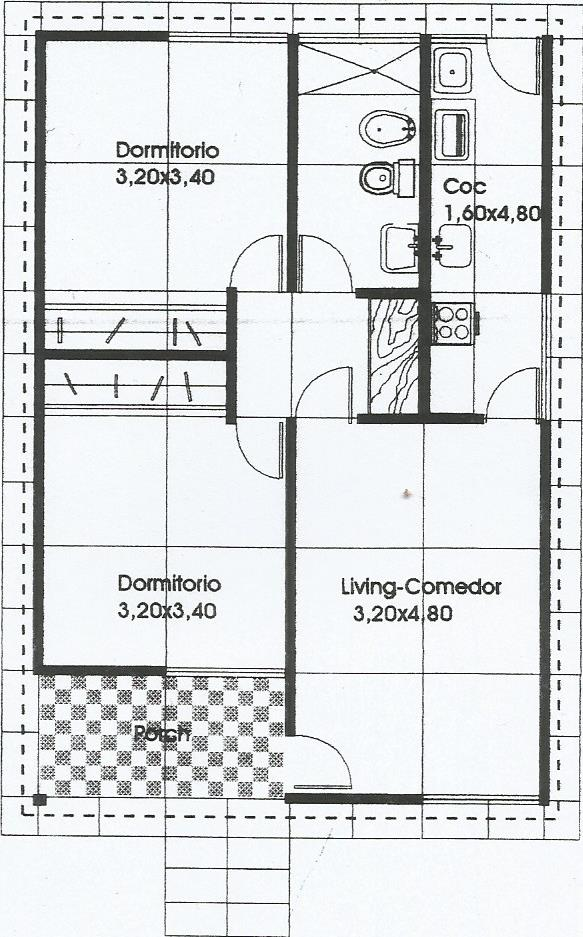 Dormitorio
3,20x3,40
Coc
1,60x4,80
Dormitorio
3,20x3,40
Living-Comedor
3,20x4,80
Porch